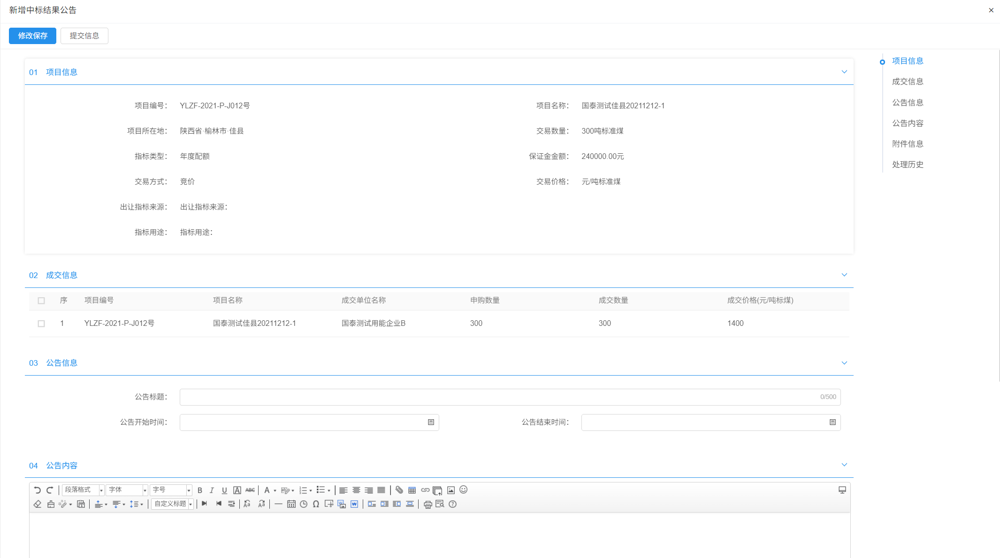 新增中标结果公告
修改保存 提交信息
01 项目信息
项目编号： YLZF-2021-P-J012号 项目名称： 国泰测试佳县20211212-1
项目所在地： 陕西省·榆林市·佳县 交易数量： 300吨标准煤
指标类型： 年度配额 保证金金额： 240000.00元
交易方式： 竞价 交易价格： 元/吨标准煤
出让指标来源： 出让指标来源：
指标用途： 指标用途：
项目信息
成交信息
公告信息
公告内容
附件信息
处理历史
02 成交信息
序 项目编号 项目名称 成交单位名称 申购数量 成交数量 成交价格(元/吨标煤)
1 YLZF-2021-P-J012号 国泰测试佳县20211212-1 国泰测试用能企业B 300 300 1400
03 公告信息
公告标题： 0/500
公告开始时间： 公告结束时间：
04 公告内容
段落格式 字体 字号 B I U A ABC A
自定义标题